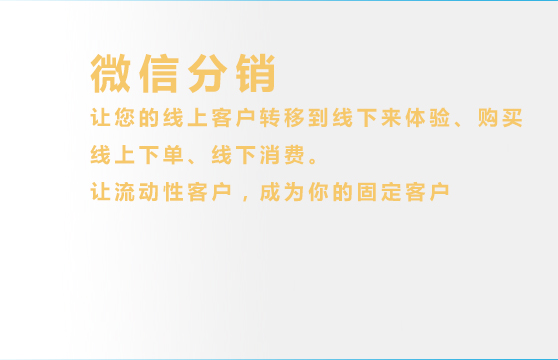 微信分销
让您的线上客户转移到线下来体验、购买
线上下单、线下消费。
让流动性客户，成为你的固定客户